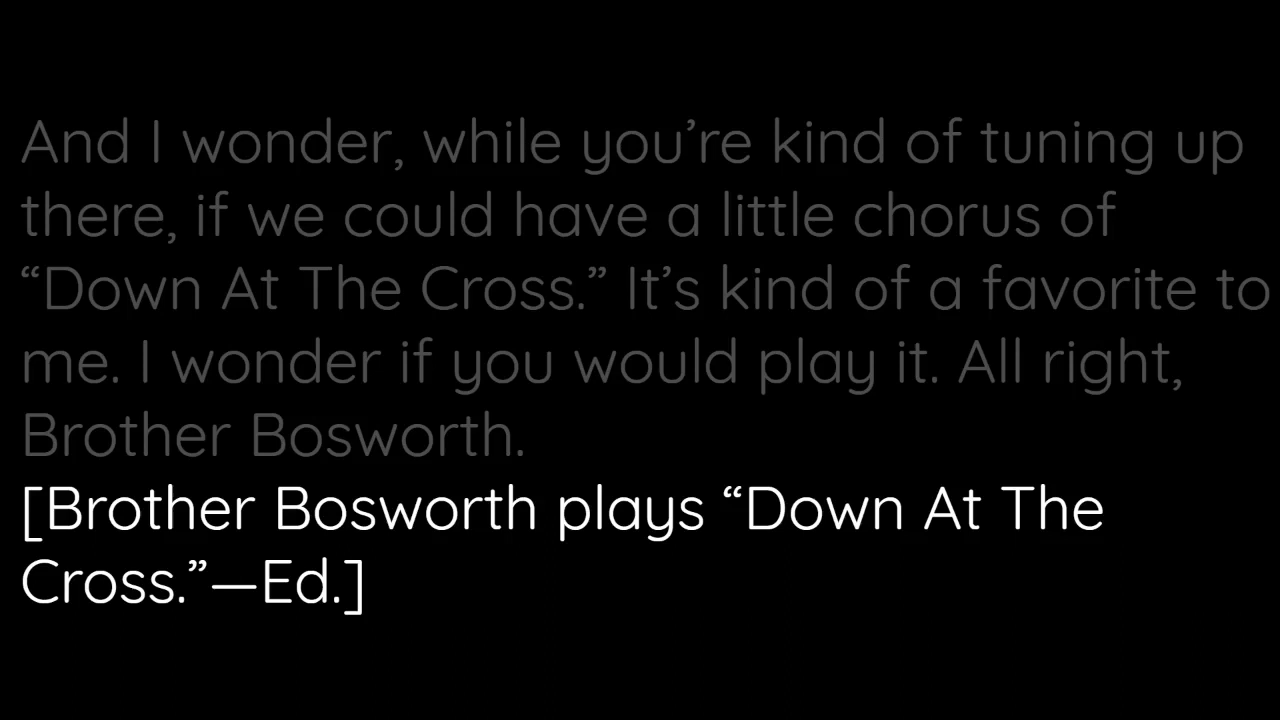 And I wonder, while you’re kind of tuning up
there, if we could have a little chorus of
“Down At The Cross.” It’s kind of a favorite to
me. I wonder if you would play it. All right,
Brother Bosworth.
[Brother Bosworth plays “Down At The
Cross.”—Ed.]